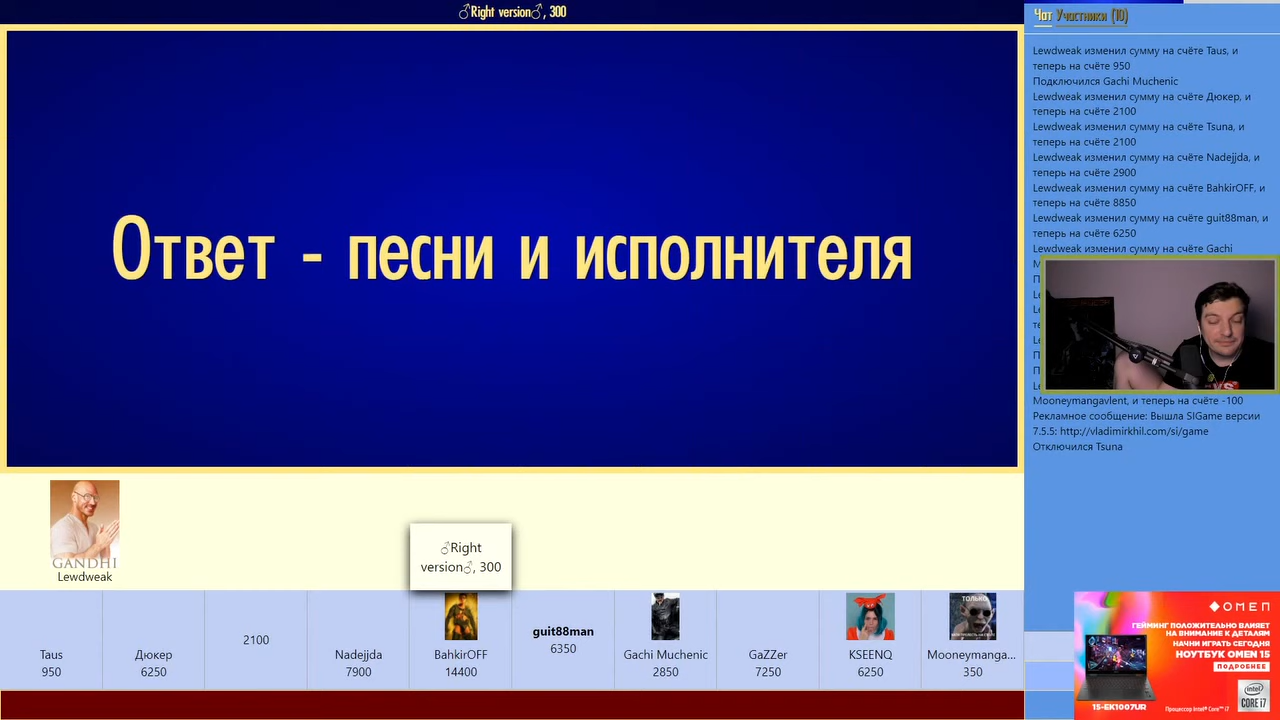 ♂Right version♂, 300
Чат Участники (10)
Lewdweak изменил сумму на счёте Taus, и
теперь на счёте 950
Подключился Gachi Muchenic
Lewdweak изменил сумму на счёте Дюкер, и
теперь на счёте 2100
Lewdweak изменил сумму на счёте Tsuna, и
теперь на счёте 2100
Lewdweak изменил сумму на счёте Nadejjda, и
теперь на счёте 2900
Lewdweak изменил сумму на счёте BahkirOFF, и
теперь на счёте 8850
Lewdweak изменил сумму на счёте guit88man, и
теперь на счёте 6250
Lewdweak изменил сумму на счёте Gachi
Mooneymangavlent, и теперь на счёте -100
Рекламное сообщение: Вышла SIGame версии
7.5.5: http://vladimirkhil.com/si/game
Отключился Tsuna
Ответ - песни и исполнителя
GANDHI
Lewdweak
♂Right
version♂, 300
Taus
950
Дюкер
6250
2100
Nadejjda
7900
BahkirOFF
14400
guit88man
6350
Gachi Muchenic
2850
GaZZer
7250
KSEENQ
6250
ТОЛЬКО
Mooneymanga...
350
ОМЕП
ГЕЙМИНГ ПОЛОЖИТЕЛЬНО ВЛИЯЕТ
НА ВНИМАНИЕ К ДЕТАЛЯМ
НАЧНИ ИГРАТЬ СЕГОДНЯ
НОУТБУК OMEN 15
ПОДРОБНЕЕ
15-EK1007UR
Процессор Intel® Core™ i7
intel
CORE i7